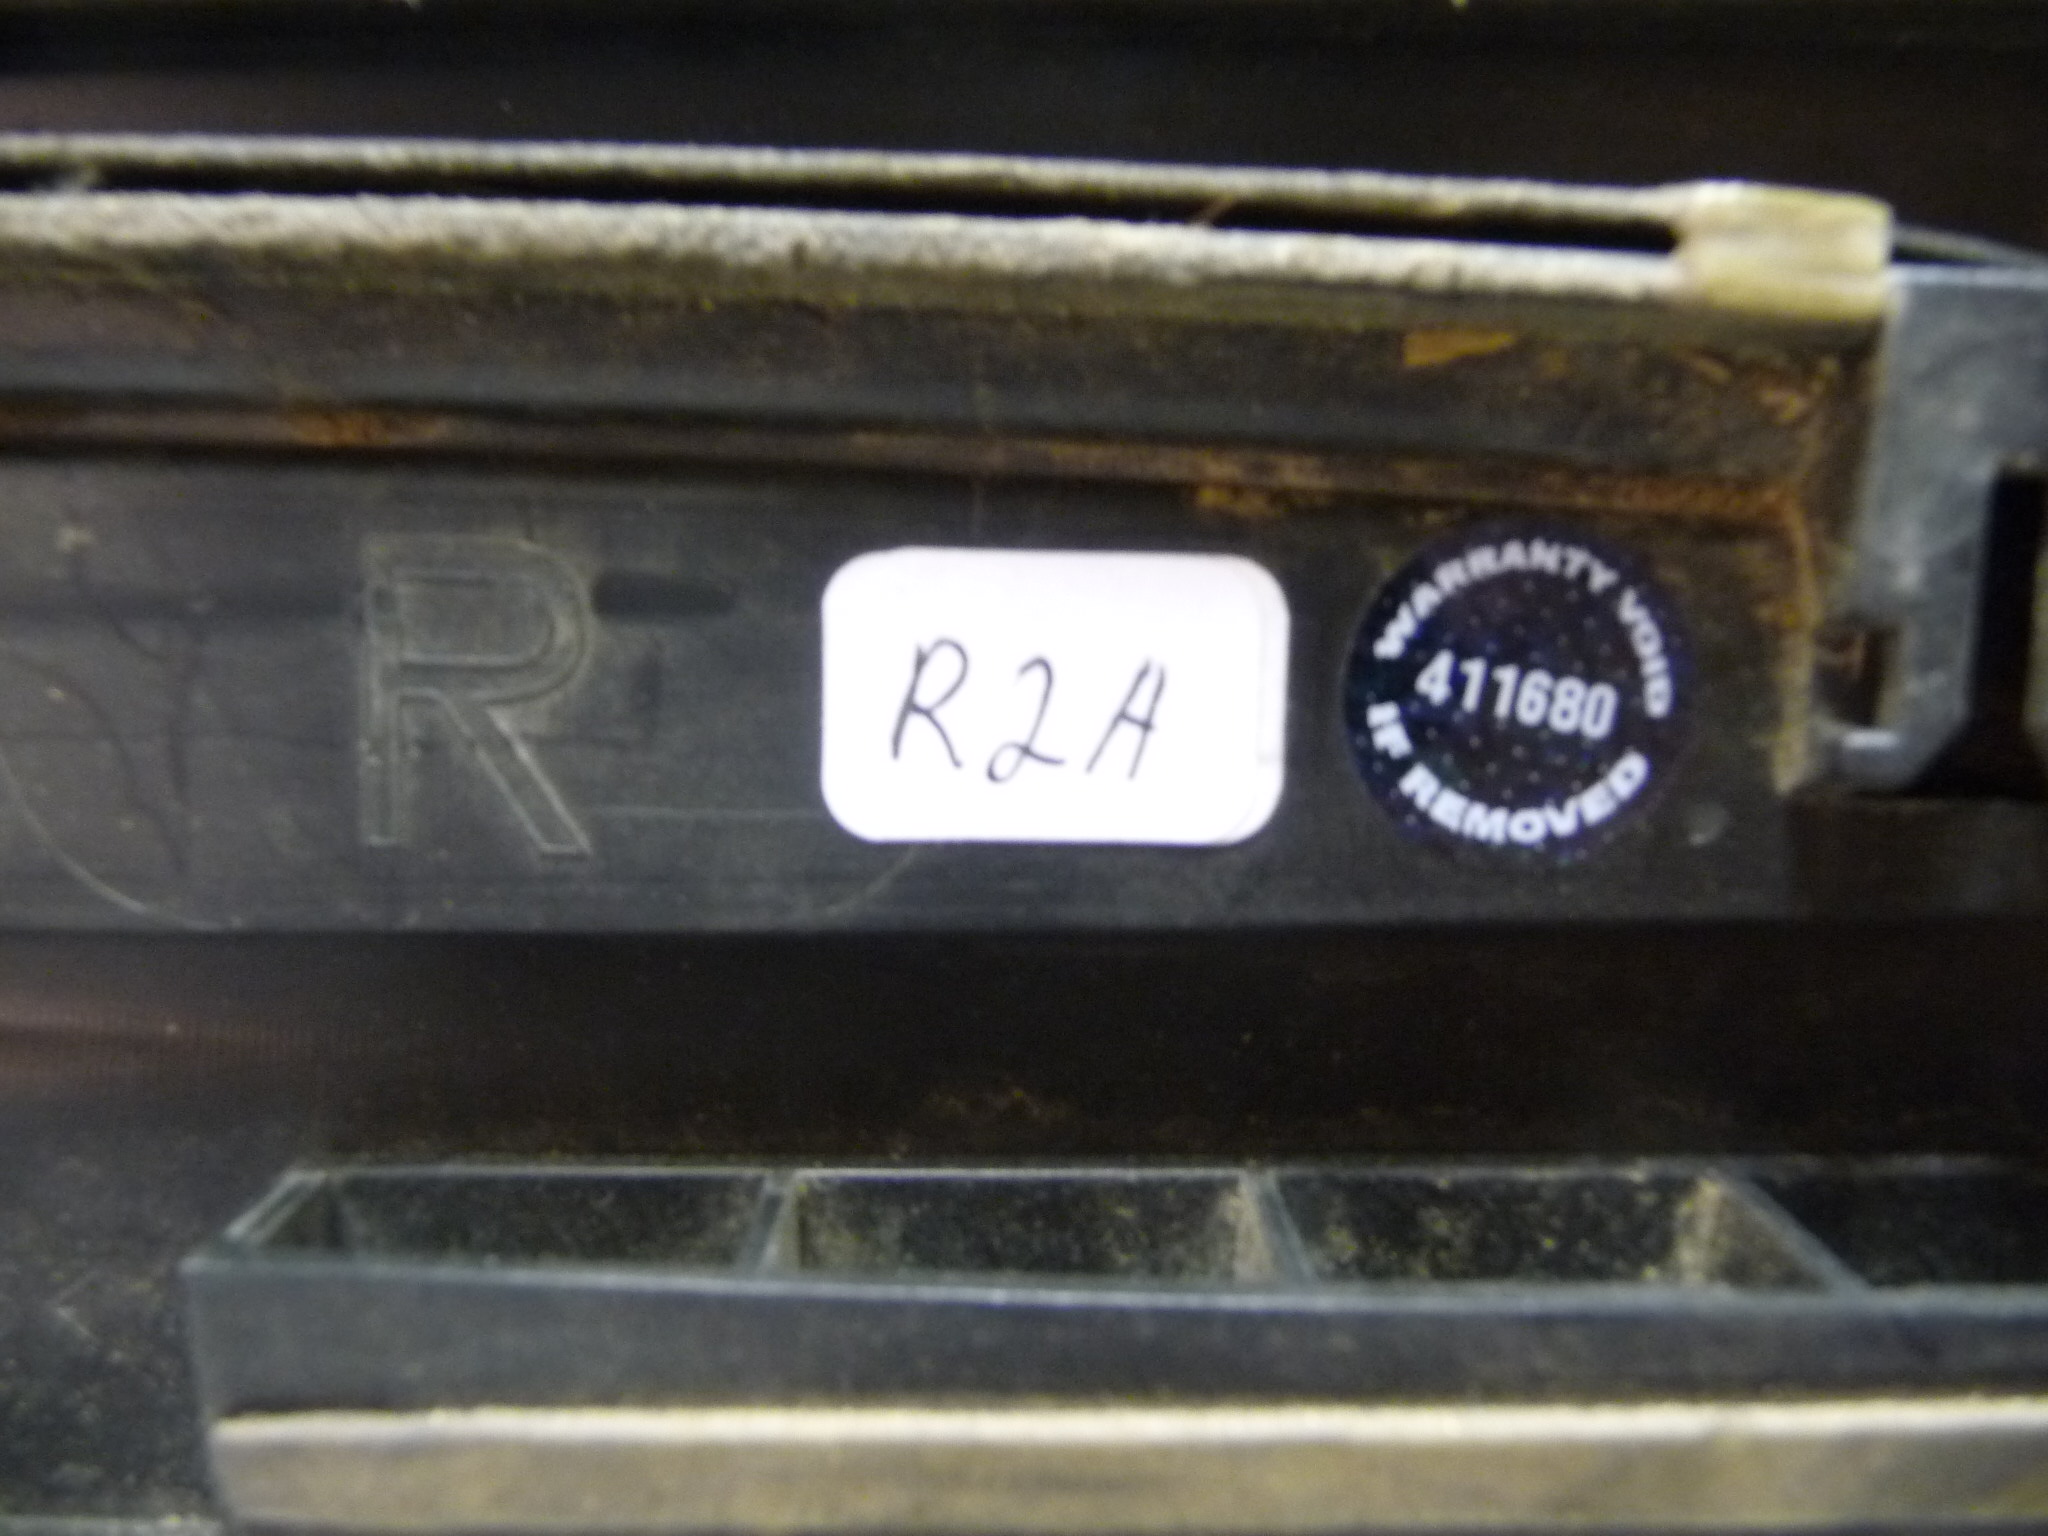 R
R2A
WARRANTY VOID
411680
IF REMOVED